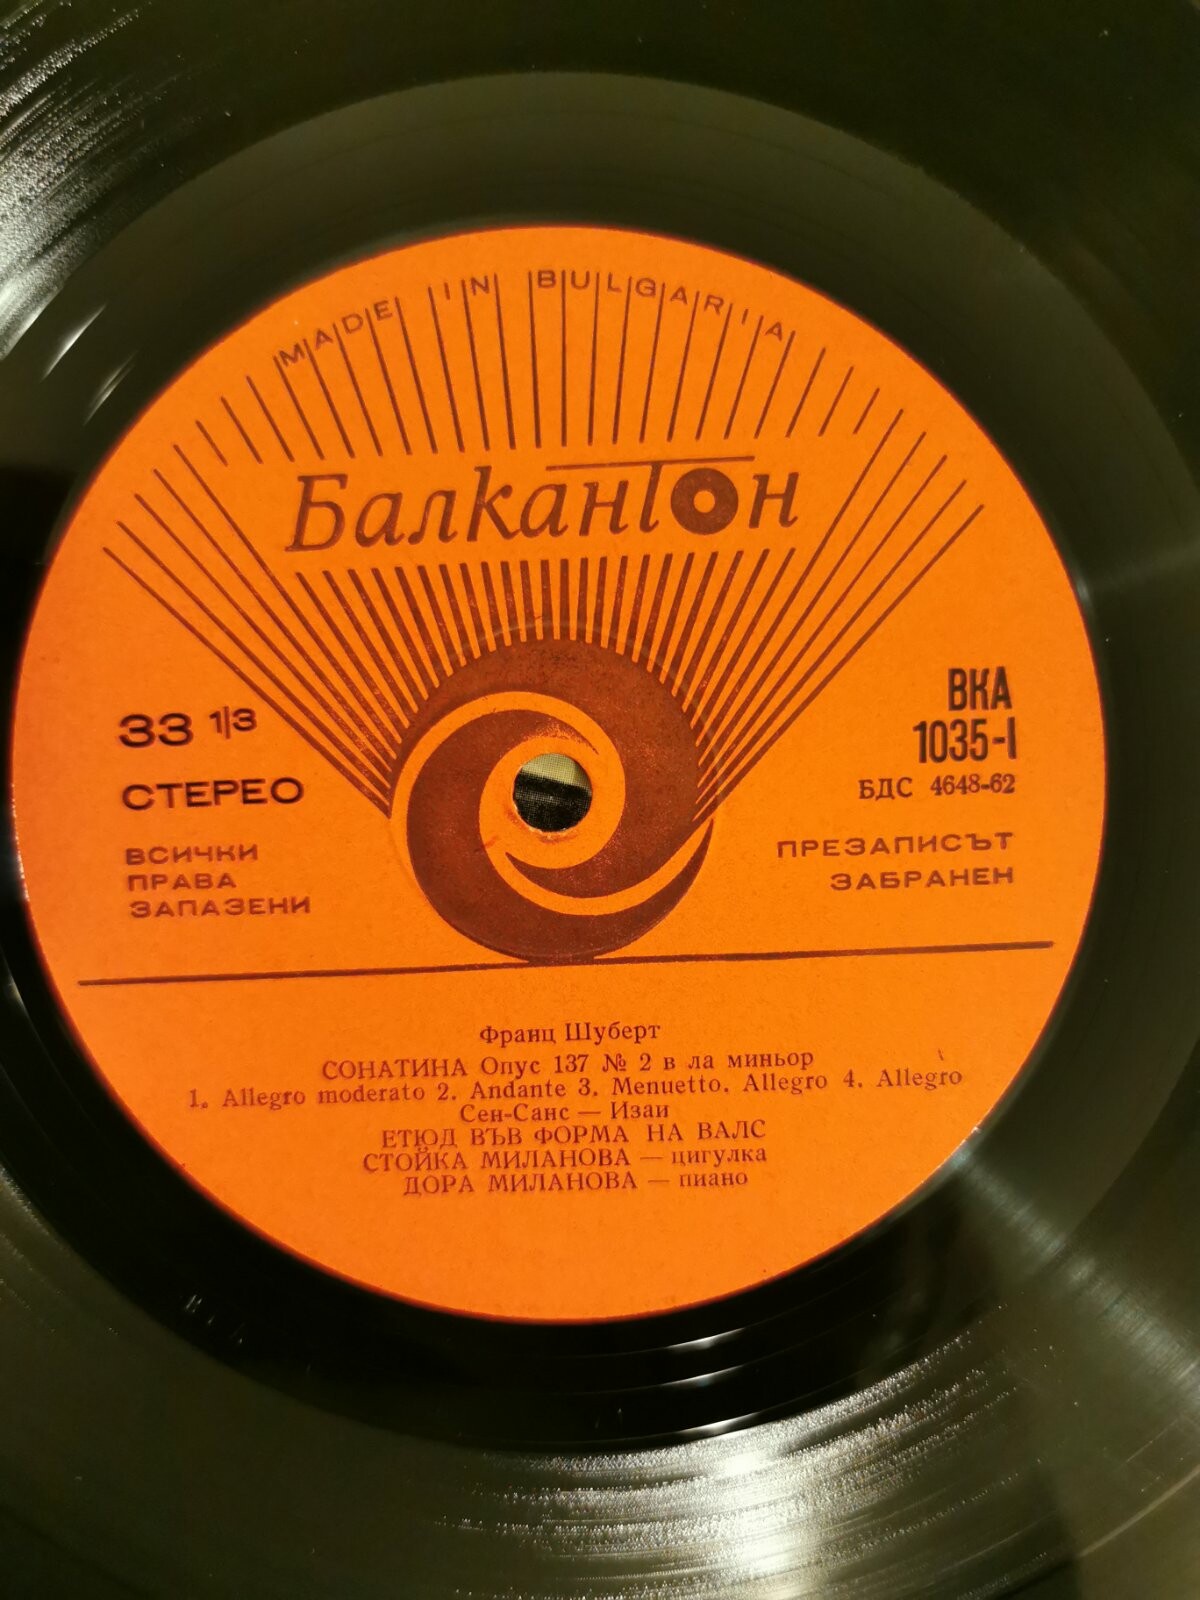 MADE IN BULGARIA
Балкантон
33 1/3
СТЕРЕО
ВСИЧКИ
ПРАВА
ЗАПАЗЕНИ
ВКА
1035-I
БДС 4648-62
ПРЕЗАПИСЪТ
ЗАБРАНЕН
Франц Шуберт
СОНАТИНА Опус 137 № 2 в ла миньор
1. Allegro moderato 2. Andante 3. Menuetto. Allegro 4. Allegro
Сен-Санс — Изаи
ЕТЮД ВЪВ ФОРМА НА ВАЛС
СТОЙКА МИЛАНОВА — цигулка
ДОРА МИЛАНОВА — пиано